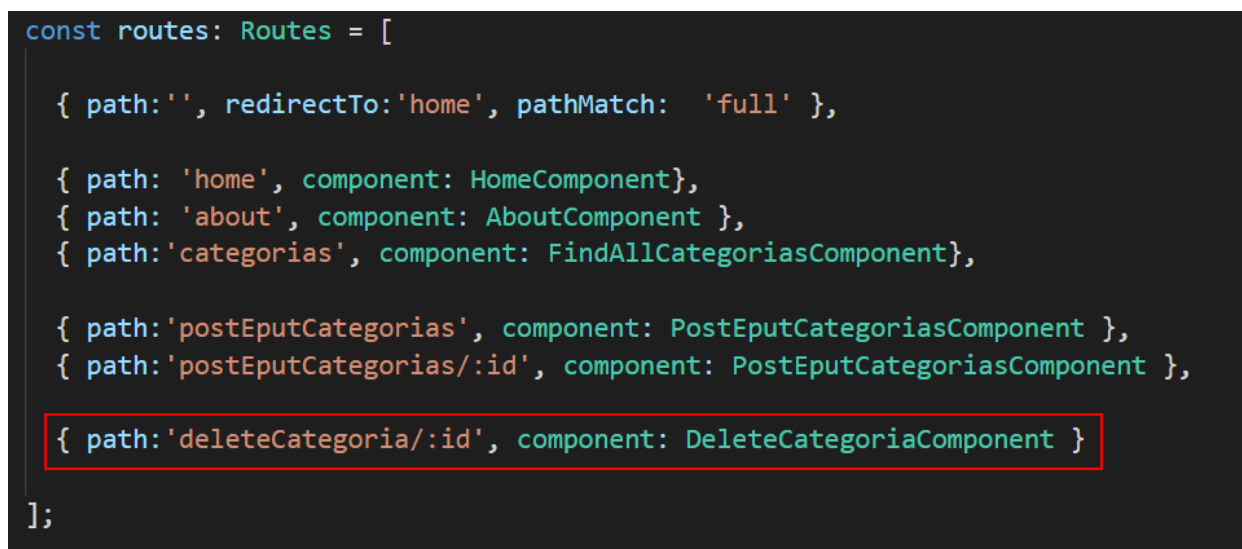 const routes: Routes = [
{ path:'', redirectTo:'home', pathMatch:  'full' },
{ path: 'home', component: HomeComponent},
{ path: 'about', component: AboutComponent },
{ path:'categorias', component: FindAllCategoriasComponent},
{ path:'postEputCategorias', component: PostEputCategoriasComponent },
{ path:'postEputCategorias/:id', component: PostEputCategoriasComponent },
{ path:'deleteCategoria/:id', component: DeleteCategoriaComponent }
];